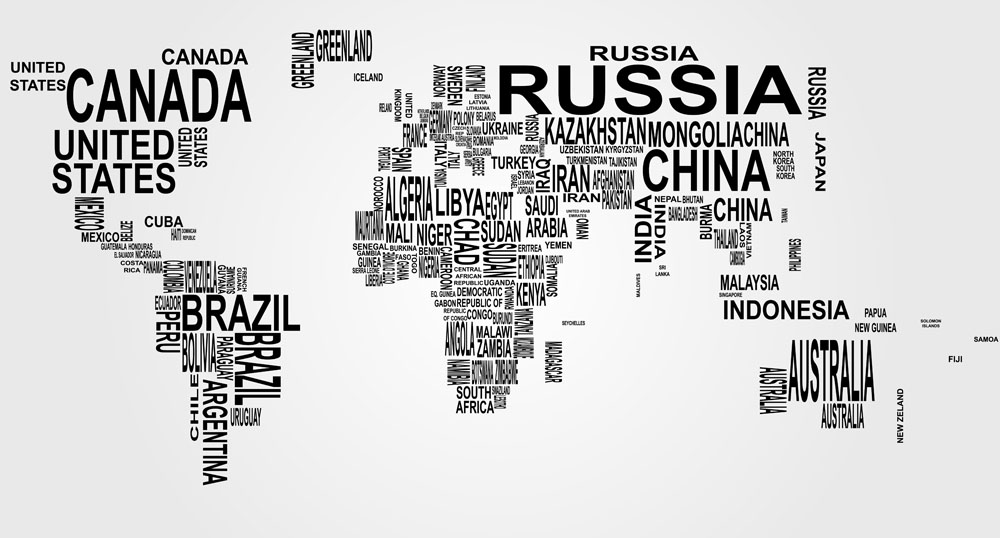 UNITED
STATES
CANADA
CANADA
UNITED
STATES
UNITED
STATES
MEXICO
MEXICO
BELIZE
CUBA
HAITI
DOMINICAN
REPUBLIC
GUATEMALA HONDURAS
EL SALVADOR NICARAGUA
COSTA
RICA
PANAMA
COLOMBIA
VENEZUELA
GUYANA
SURINAME
FRENCH
GUIANA
ECUADOR
PERU
BRAZIL
BRAZIL
BOLIVIA
PARAGUAY
CHILE
ARGENTINA
URUGUAY
GREENLAND
GREENLAND
ICELAND
IRELAND
UNITED
KINGDOM
NORWAY
SWEDEN
FINLAND
ESTONIA
LATVIA
LITHUANIA
GERMANY
POLONY
BELARUS
FRANCE
UKRAINE
PORTUGAL
SPAIN
ITALY
ITALY
ROMANIA
BULGARIA
GREECE
TURKEY
RUSSIA
RUSSIA
RUSSIA
RUSSIA
GEORGIA
KAZAKHSTAN
MONGOLIA
CHINA
UZBEKISTAN
KYRGYZSTAN
TURKMENISTAN
TAJIKISTAN
CHINA
NORTH
KOREA
SOUTH
KOREA
JAPAN
SYRIA
LEBANON
JORDAN
ISRAEL
IRAQ
IRAN
IRAN
AFGHANISTAN
PAKISTAN
SAUDI
ARABIA
UNITED ARAB
EMIRATES
OMAN
YEMEN
INDIA
INDIA
NEPAL
BHUTAN
BANGLADESH
SRI
LANKA
MALDIVES
BURMA
CHINA
TAIWAN
THAILAND
LAOS
VIETNAM
CAMBODIA
PHILIPPINES
MALAYSIA
SINGAPORE
INDONESIA
PAPUA
NEW GUINEA
SOLOMON
ISLANDS
SAMOA
FIJI
AUSTRALIA
AUSTRALIA
AUSTRALIA
NEW ZELAND
MOROCCO
ALGERIA
TUNISIA
LIBYA
EGYPT
MAURITANIA
MALI
NIGER
CHAD
SUDAN
SUDAN
ERITREA
DJIBOUTI
SENEGAL
GAMBIA
GUINEA
SIERRA LEONE
LIBERIA
BURKINA
FASO
GHANA
TOGO
BENIN
NIGERIA
CAMEROON
CENTRAL
AFRICAN
REPUBLIC
ETHIOPIA
SOMALIA
UGANDA
KENYA
EQ. GUINEA
GABON
DEMOCRATIC
REPUBLIC OF
CONGO
REPUBLIC
OF CONGO
RWANDA
BURUNDI
TANZANIA
SEYCHELLES
ANGOLA
MALAWI
ZAMBIA
MADAGASCAR
NAMIBIA
BOTSWANA
ZIMBABWE
SOUTH
AFRICA
SWAZILAND